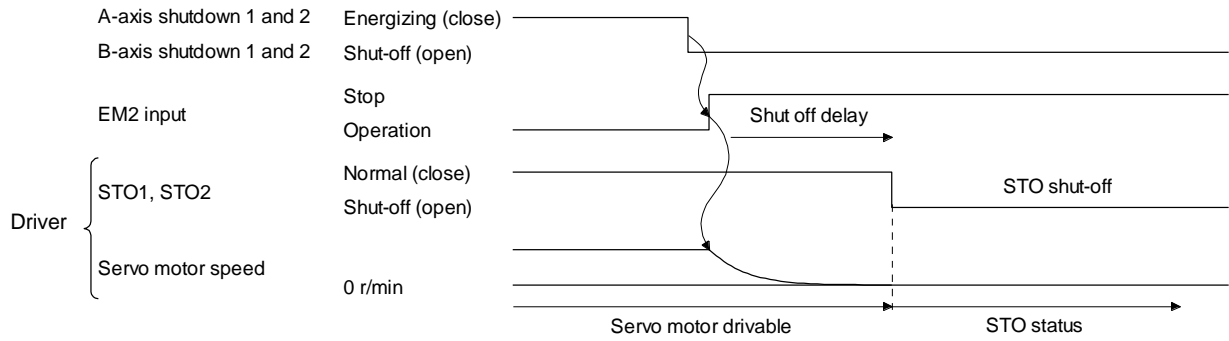 A-axis shutdown 1 and 2
Energizing (close)
B-axis shutdown 1 and 2
Shut-off (open)
EM2 input
Stop
Operation
Shut off delay
Driver
STO1, STO2
Normal (close)
Shut-off (open)
STO shut-off
Servo motor speed
0 r/min
Servo motor drivable
STO status